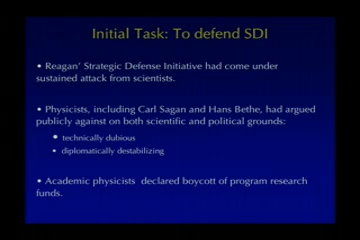 Initial Task: To defend SDI
• Reagan’ Strategic Defense Initiative had come under
sustained attack from scientists.
• Physicists, including Carl Sagan and Hans Bethe, had argued
publicly against on both scientific and political grounds:
• technically dubious
• diplomatically destabilizing
• Academic physicists declared boycott of program research
funds.